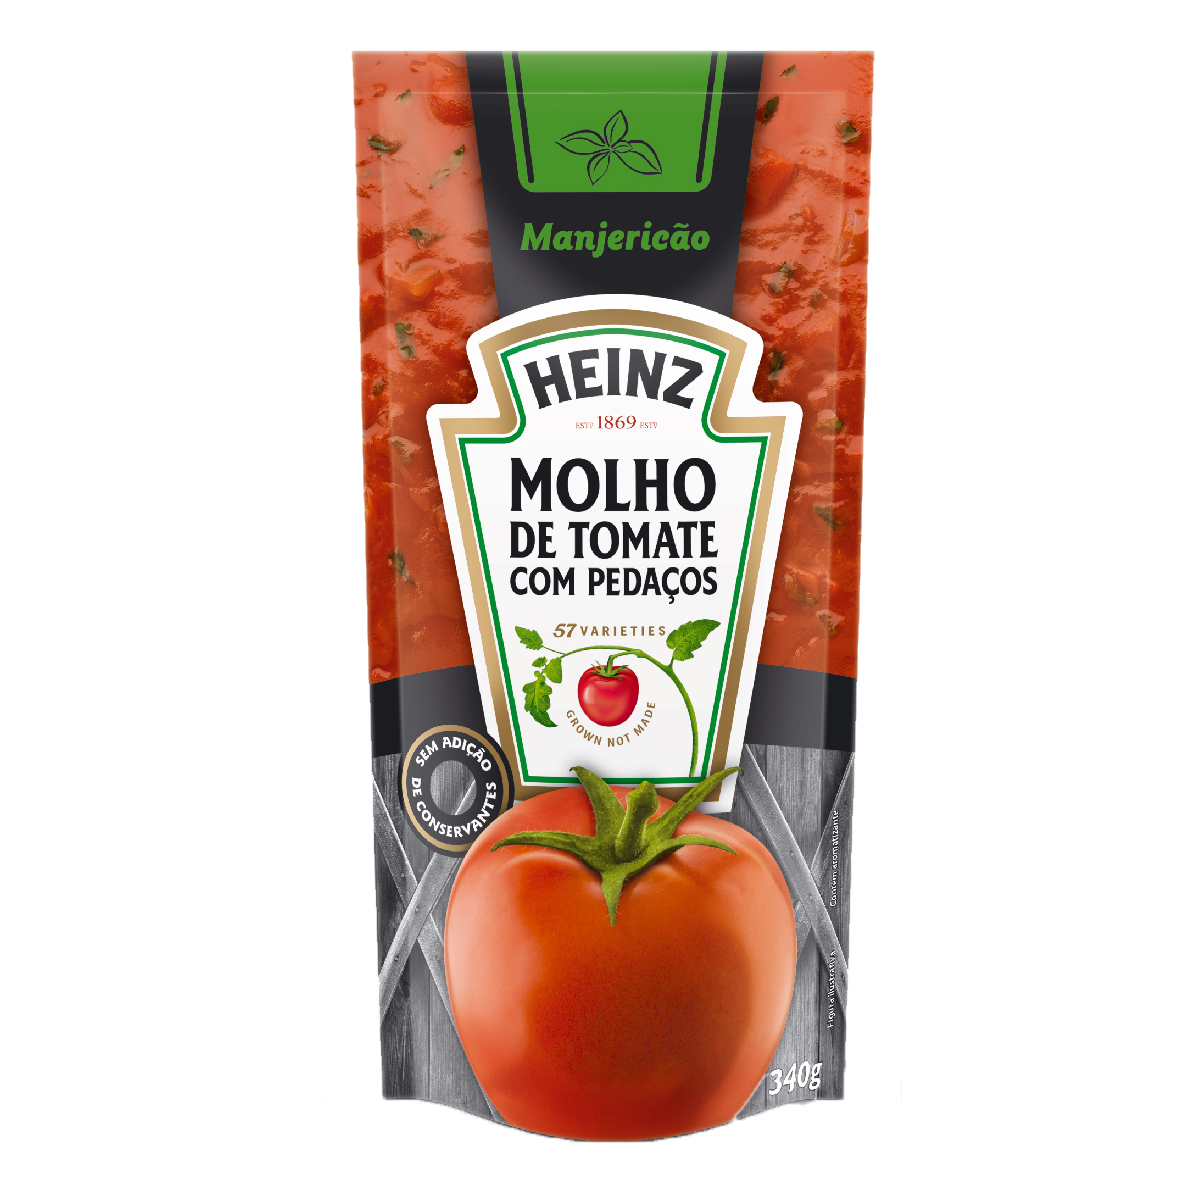 Manjericão
HEINZ
ESTD 1869 ESTD
MOLHO
DE TOMATE
COM PEDAÇOS
57 VARIETIES
GROWN NOT MADE
SEM ADIÇÃO
DE CONSERVANTES
Contém aromatizante
Figura ilustrativa
340g